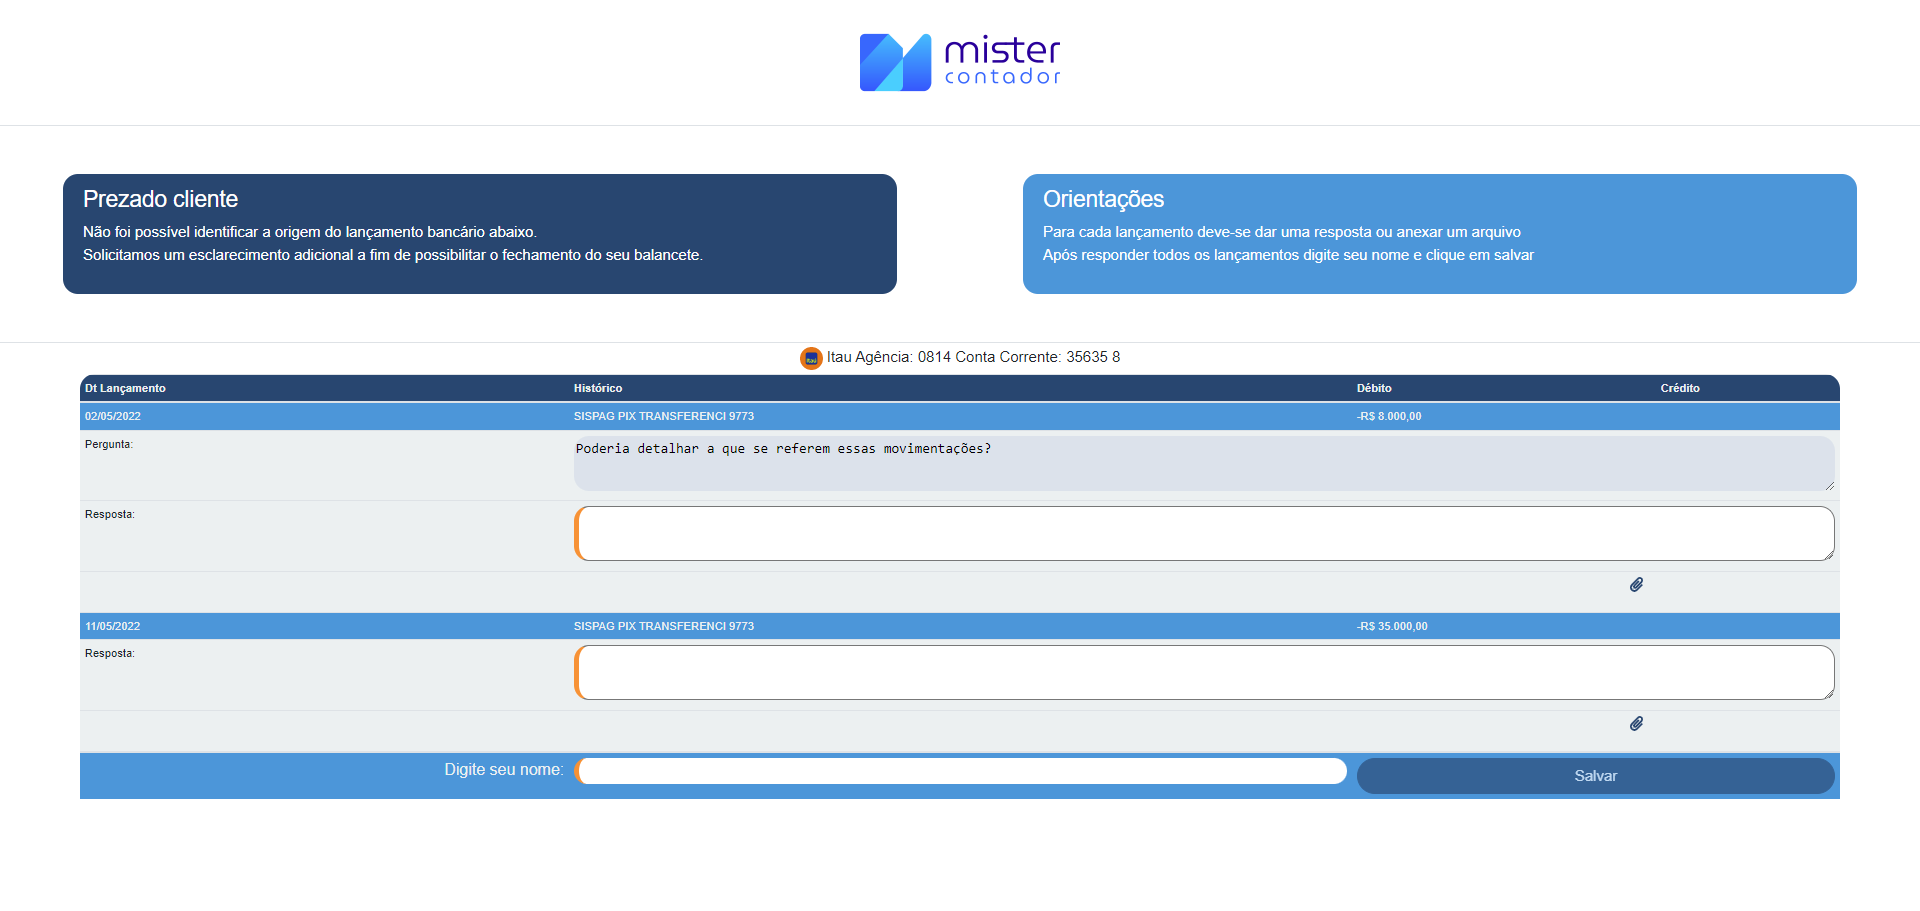 mister
contador
Prezado cliente
Não foi possível identificar a origem do lançamento bancário abaixo.
Solicitamos um esclarecimento adicional a fim de possibilitar o fechamento do seu balancete.
Orientações
Para cada lançamento deve-se dar uma resposta ou anexar um arquivo
Após responder todos os lançamentos digite seu nome e clique em salvar
Itau Agência: 0814 Conta Corrente: 35635 8
Dt Lançamento Histórico Débito Crédito
02/05/2022 SISPAG PIX TRANSFERENCI 9773 -R$ 8.000,00
Pergunta: Poderia detalhar a que se referem essas movimentações?
Resposta:
11/05/2022 SISPAG PIX TRANSFERENCI 9773 -R$ 35.000,00
Resposta:
Digite seu nome: Salvar